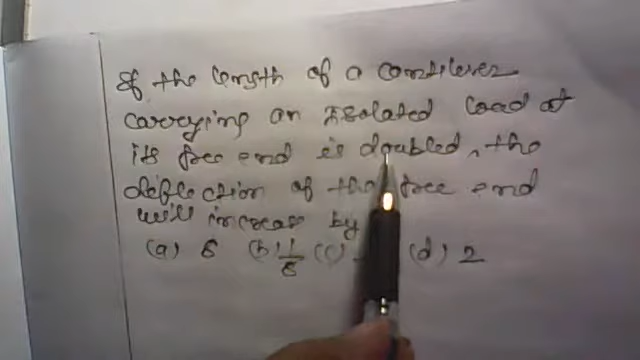 If the length of a cantilever
carrying an isolated load at
its free end is doubled, the
deflection of the free end
will increase by
(a) 8 (b) 1/8 (c) (d) 2